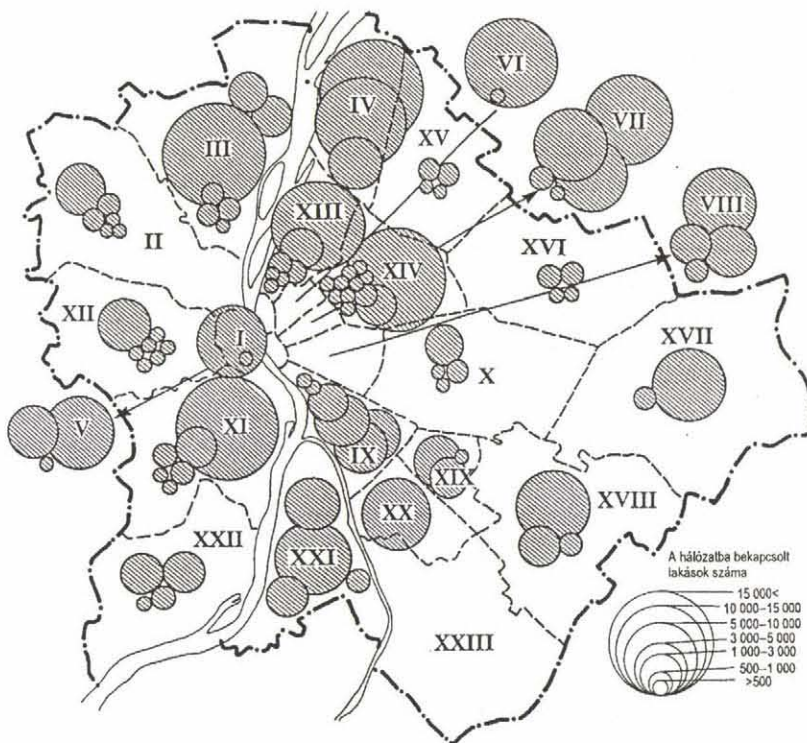 VI
IV
VII
XV
III
VIII
XIII
II
XIV
XVI
XII
I
XVII
X
V
XI
IX
XIX
XVIII
XX
XXII
XXI
XXIII
A hálózatba bekapcsolt
lakások száma
15 000<
10 000–15 000
5 000–10 000
3 000–5 000
1 000–3 000
500–1 000
>500